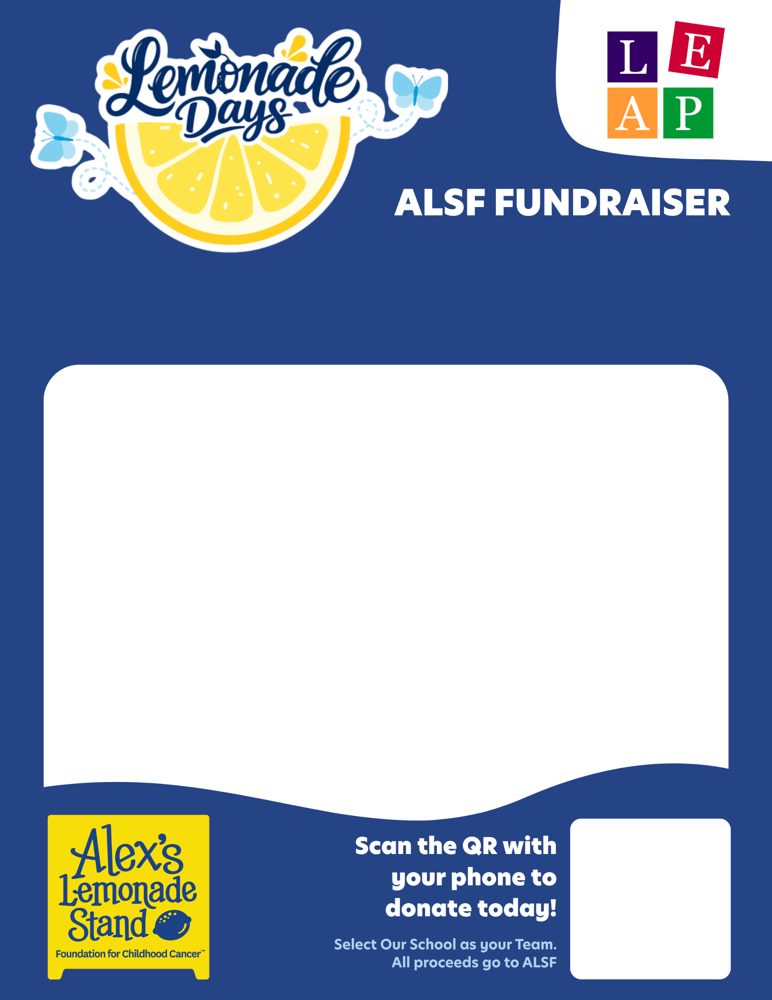 Lemonade
Days
L E
A P
ALSF FUNDRAISER
Alex's
Lemonade
Stand
Foundation for Childhood Cancer™
Scan the QR with
your phone to
donate today!
Select Our School as your Team.
All proceeds go to ALSF